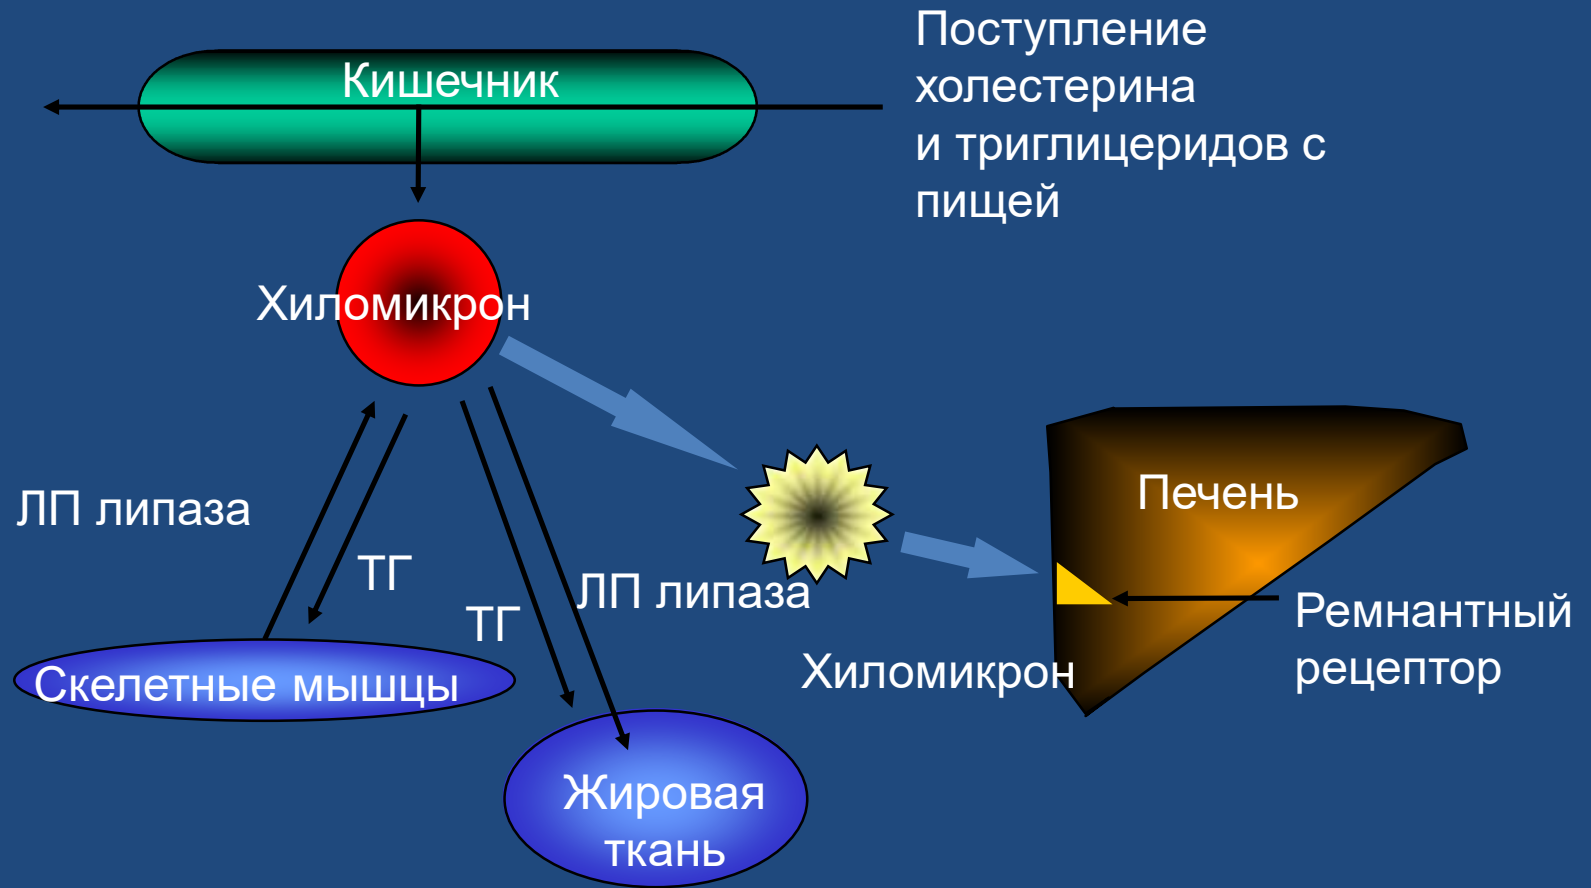 Поступление
холестерина
и триглицеридов с
пищей
Кишечник
Хиломикрон
ЛП липаза
ТГ
ТГ
ЛП липаза
Печень
Ремнантный
рецептор
Хиломикрон
Скелетные мышцы
Жировая
ткань